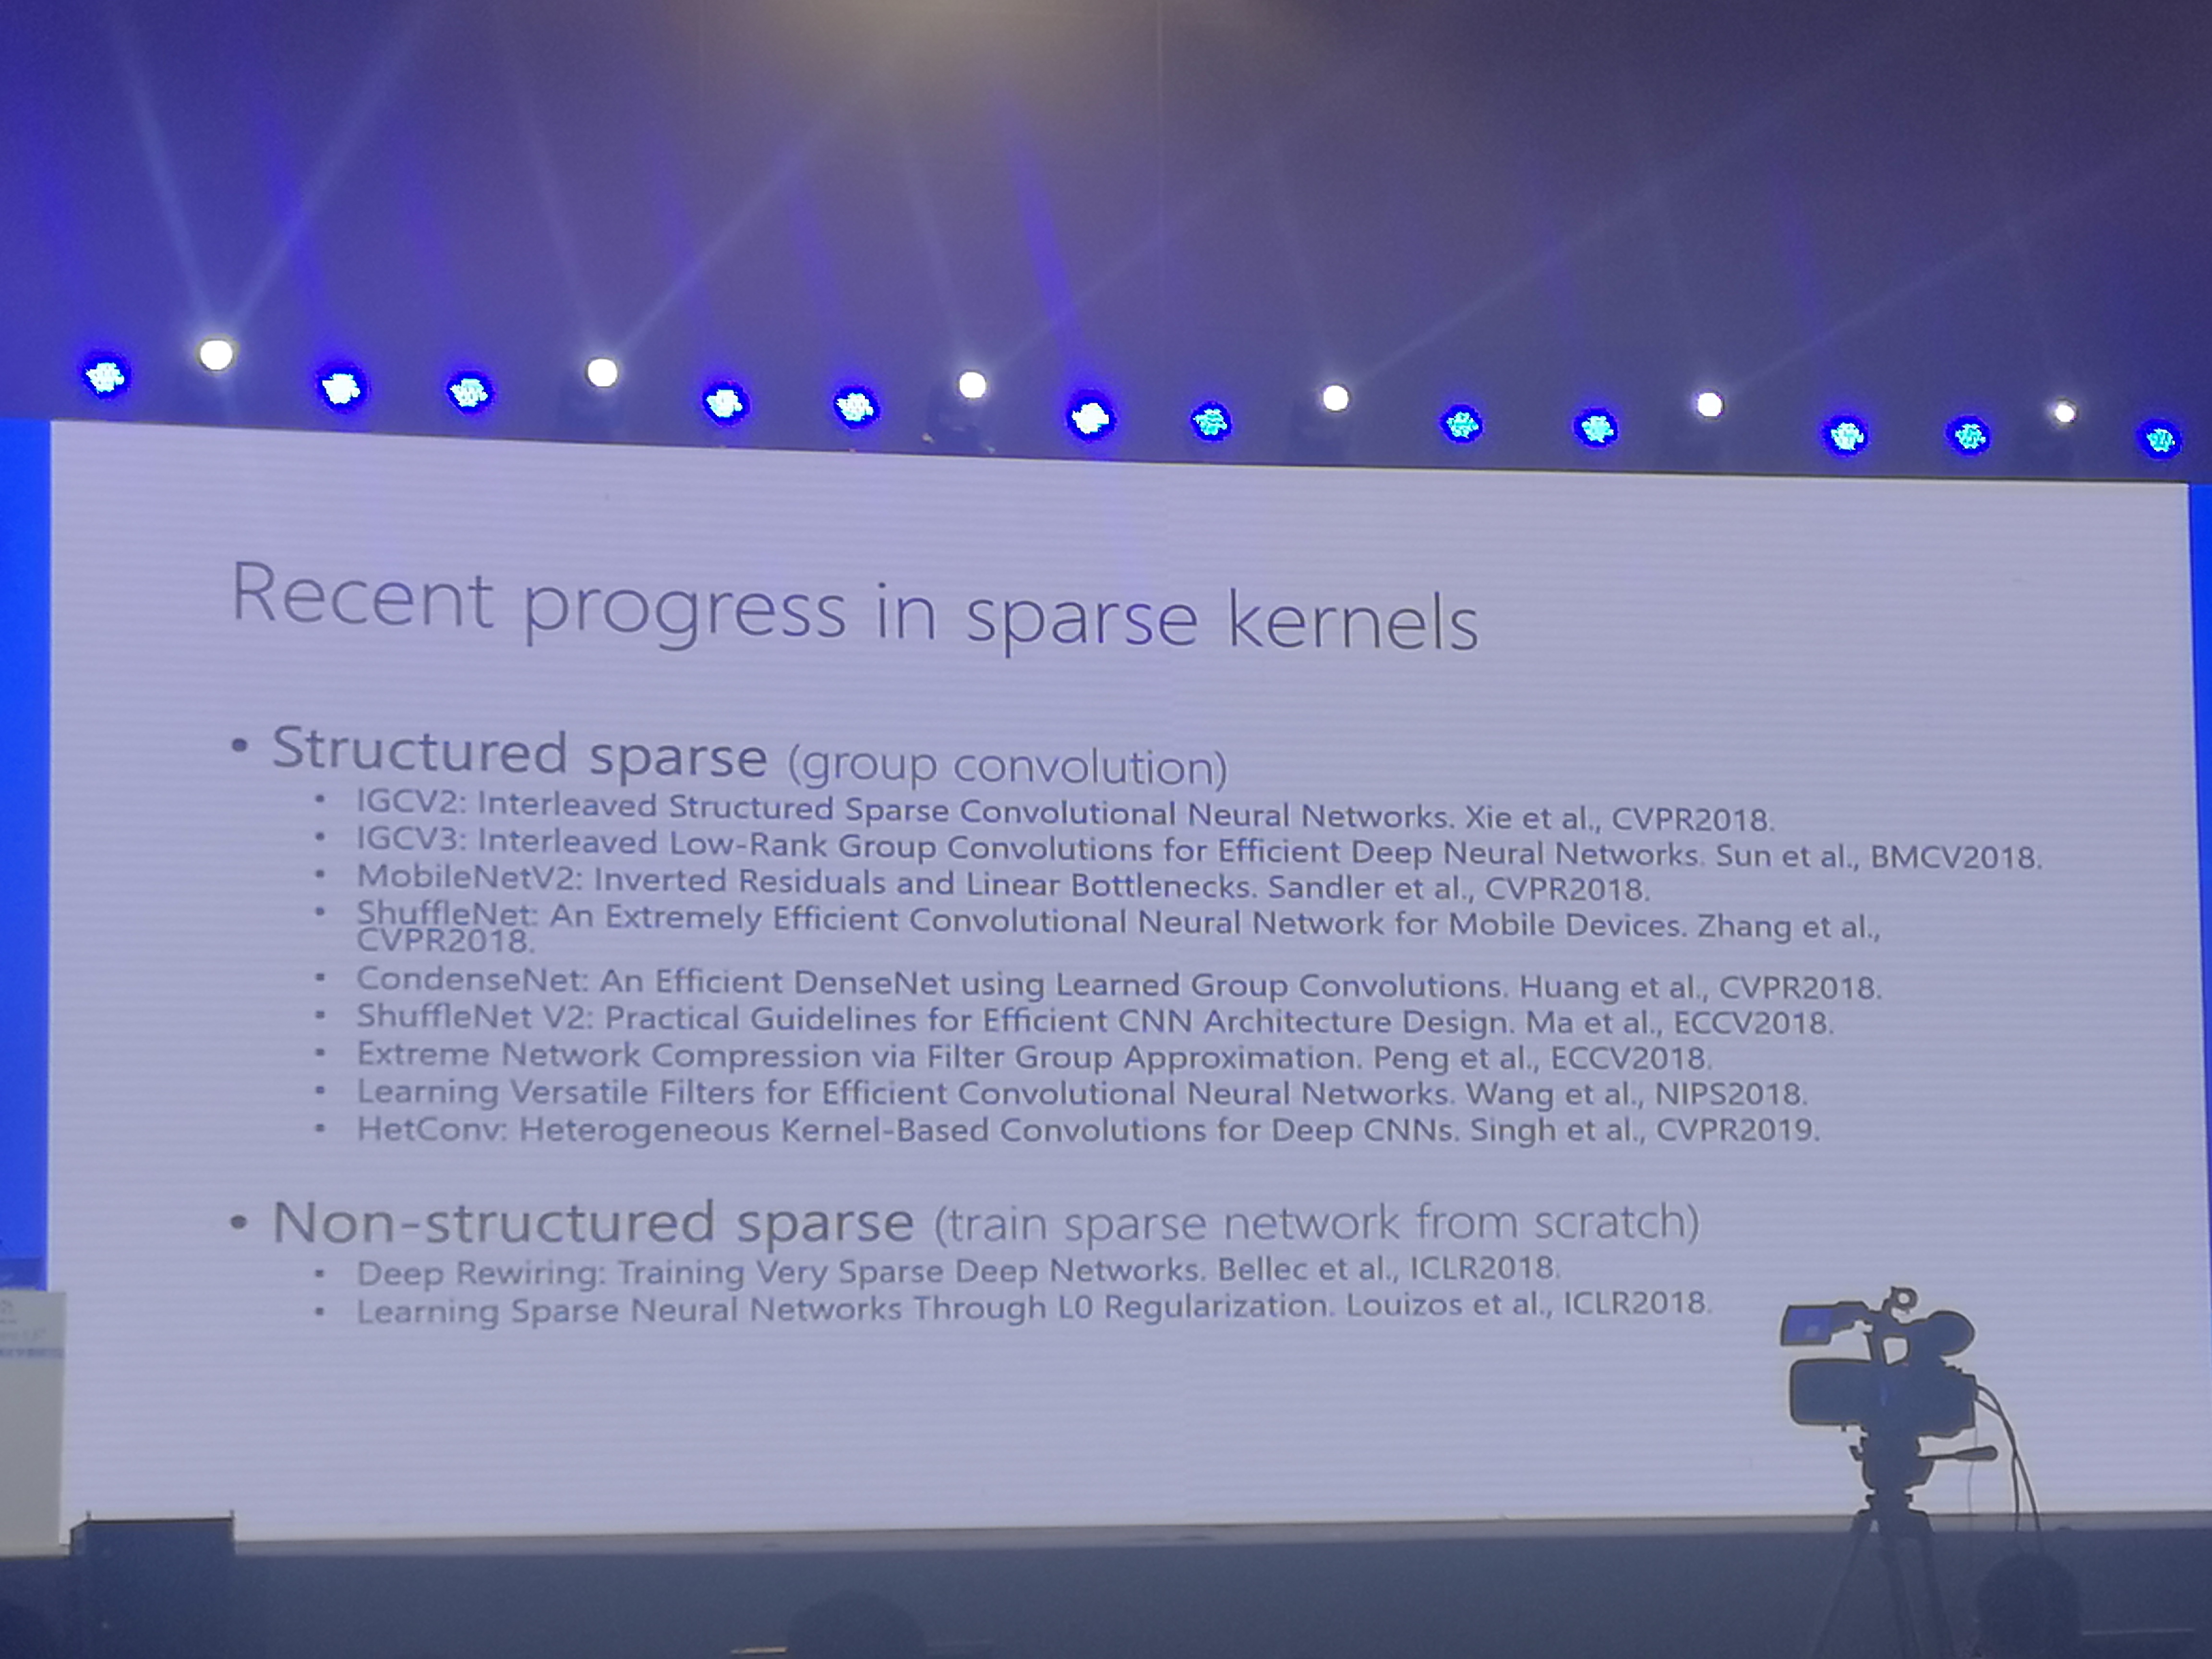 Recent progress in sparse kernels
• Structured sparse (group convolution)
• IGCV2: Interleaved Structured Sparse Convolutional Neural Networks. Xie et al., CVPR2018.
• IGCV3: Interleaved Low-Rank Group Convolutions for Efficient Deep Neural Networks. Sun et al., BMCV2018.
• MobileNetV2: Inverted Residuals and Linear Bottlenecks. Sandler et al., CVPR2018.
• ShuffleNet: An Extremely Efficient Convolutional Neural Network for Mobile Devices. Zhang et al.,
CVPR2018.
• CondenseNet: An Efficient DenseNet using Learned Group Convolutions. Huang et al., CVPR2018.
• ShuffleNet V2: Practical Guidelines for Efficient CNN Architecture Design. Ma et al., ECCV2018.
• Extreme Network Compression via Filter Group Approximation. Peng et al., ECCV2018.
• Learning Versatile Filters for Efficient Convolutional Neural Networks. Wang et al., NIPS2018.
• HetConv: Heterogeneous Kernel-Based Convolutions for Deep CNNs. Singh et al., CVPR2019.
• Non-structured sparse (train sparse network from scratch)
• Deep Rewiring: Training Very Sparse Deep Networks. Bellec et al., ICLR2018.
• Learning Sparse Neural Networks Through L0 Regularization. Louizos et al., ICLR2018.